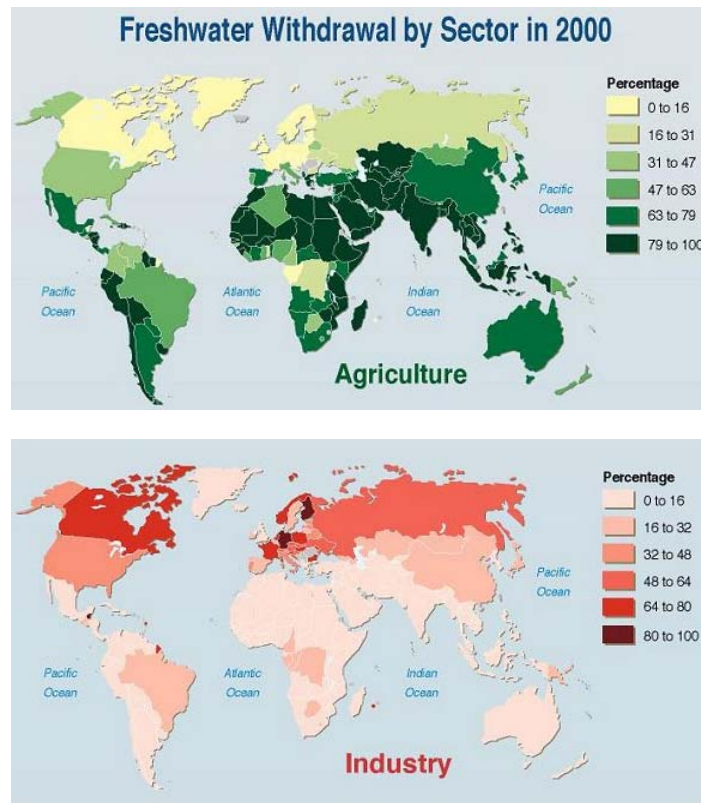 Freshwater Withdrawal by Sector in 2000
Percentage
0 to 16
16 to 31
31 to 47
47 to 63
63 to 79
79 to 100
Pacific
Ocean
Pacific
Ocean
Atlantic
Ocean
Indian
Ocean
Agriculture
Percentage
0 to 16
16 to 32
32 to 48
48 to 64
64 to 80
80 to 100
Pacific
Ocean
Pacific
Ocean
Atlantic
Ocean
Indian
Ocean
Industry